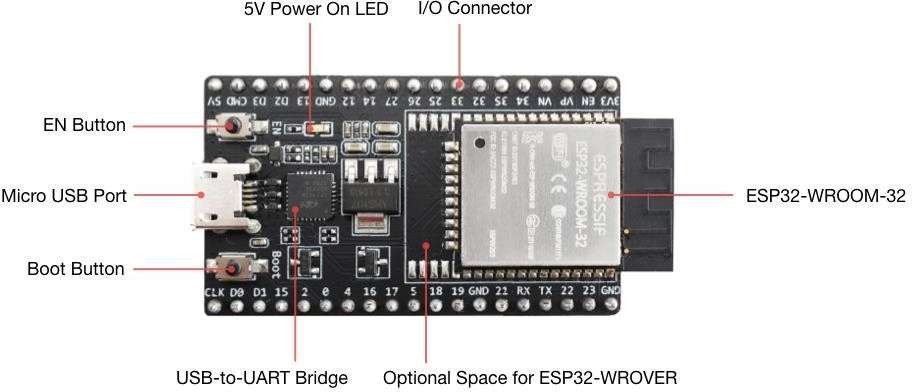 5V Power On LED
I/O Connector
5V CMD D3 D2 13 GND 12 14 27 26 25 33 32 35 34 VN VP EN 3V3
EN Button
EN
Micro USB Port
ESPRESSIF
ESP32-WROOM-32
ESP32-WROOM-32
Boot Button
Boot
CLK D0 D1 15 2 0 4 16 17 5 18 19 GND 21 RX TX 22 23 GND
USB-to-UART Bridge
Optional Space for ESP32-WROVER